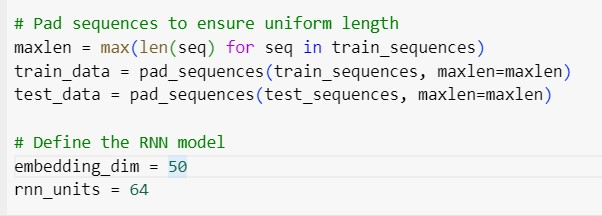 # Pad sequences to ensure uniform length
maxlen = max(len(seq) for seq in train_sequences)
train_data = pad_sequences(train_sequences, maxlen=maxlen)
test_data = pad_sequences(test_sequences, maxlen=maxlen)
# Define the RNN model
embedding_dim = 50
rnn_units = 64